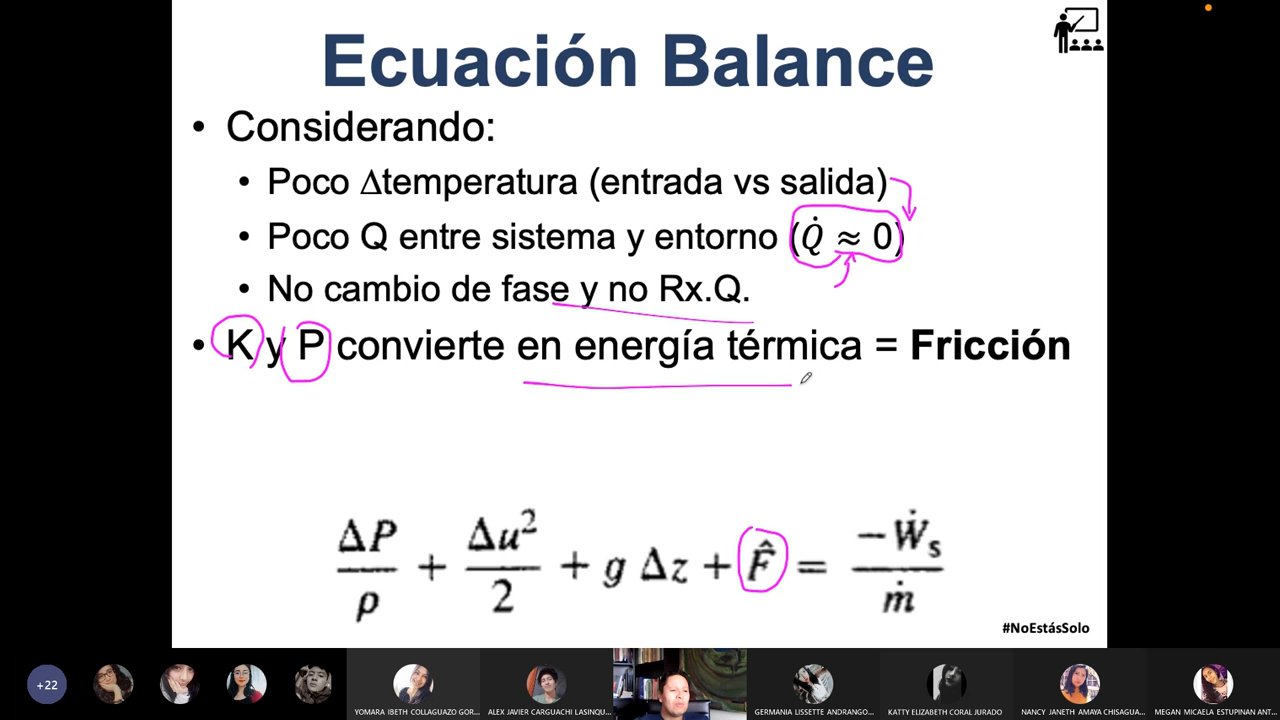 Ecuación Balance
• Considerando:
• Poco Δtemperatura (entrada vs salida)
• Poco Q entre sistema y entorno (Q̇ ≈ 0)
• No cambio de fase y no Rx.Q.
• K y P convierte en energía térmica = Fricción
ΔP/ρ + Δu²/2 + g Δz + F̂ = −Ẇs/ṁ
#NoEstásSolo
+22
YOMARA IBETH COLLAGUAZO GOR...
ALEX JAVIER CARGUACHI LASINQU...
GERMANIA LISSETTE ANDRANGO...
KATTY ELIZABETH CORAL JURADO
NANCY JANETH AMAYA CHISAGUA...
MEGAN MICAELA ESTUPINAN ANT...